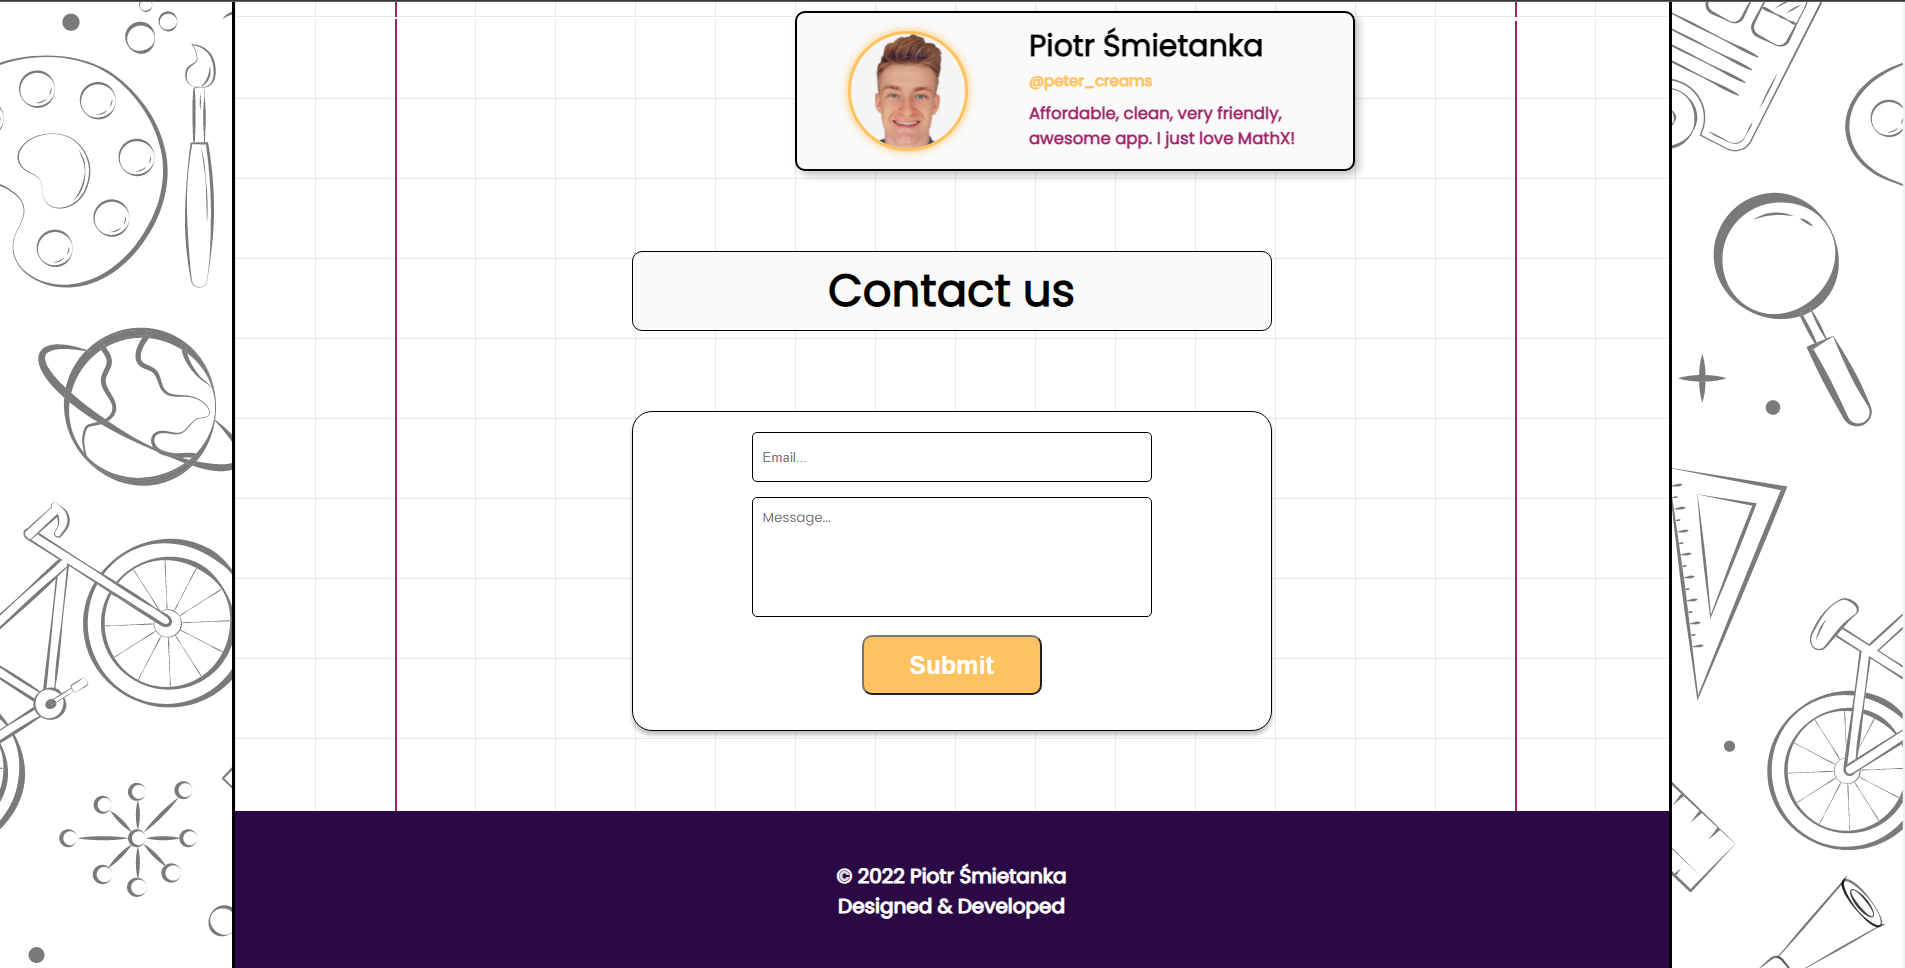 Piotr Śmietanka
@peter_creams
Affordable, clean, very friendly,
awesome app. I just love MathX!
Contact us
Email...
Message...
Submit
© 2022 Piotr Śmietanka
Designed & Developed